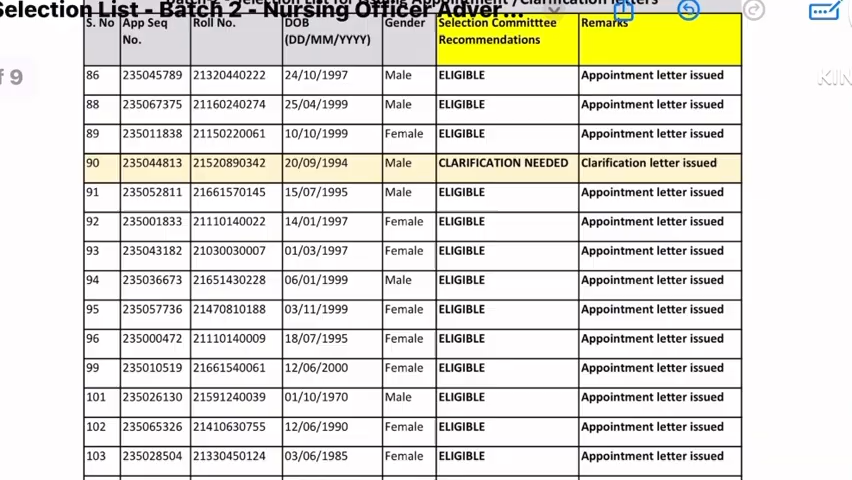 Selection List - Batch 2 - Nursing Officer Adver...
of 9
KIN
S. No App Seq No. Roll No. DOB (DD/MM/YYYY) Gender Selection Committtee Recommendations Remarks
86 235045789 21320440222 24/10/1997 Male ELIGIBLE Appointment letter issued
88 235067375 21160240274 25/04/1999 Male ELIGIBLE Appointment letter issued
89 235011838 21150220061 10/10/1999 Female ELIGIBLE Appointment letter issued
90 235044813 21520890342 20/09/1994 Male CLARIFICATION NEEDED Clarification letter issued
91 235052811 21661570145 15/07/1995 Male ELIGIBLE Appointment letter issued
92 235001833 21110140022 14/01/1997 Female ELIGIBLE Appointment letter issued
93 235043182 21030030007 01/03/1997 Female ELIGIBLE Appointment letter issued
94 235036673 21651430228 06/01/1999 Male ELIGIBLE Appointment letter issued
95 235057736 21470810188 03/11/1999 Female ELIGIBLE Appointment letter issued
96 235000472 21110140009 18/07/1995 Female ELIGIBLE Appointment letter issued
99 235010519 21661540061 12/06/2000 Female ELIGIBLE Appointment letter issued
101 235026130 21591240039 01/10/1970 Male ELIGIBLE Appointment letter issued
102 235065326 21410630755 12/06/1990 Female ELIGIBLE Appointment letter issued
103 235028504 21330450124 03/06/1985 Female ELIGIBLE Appointment letter issued